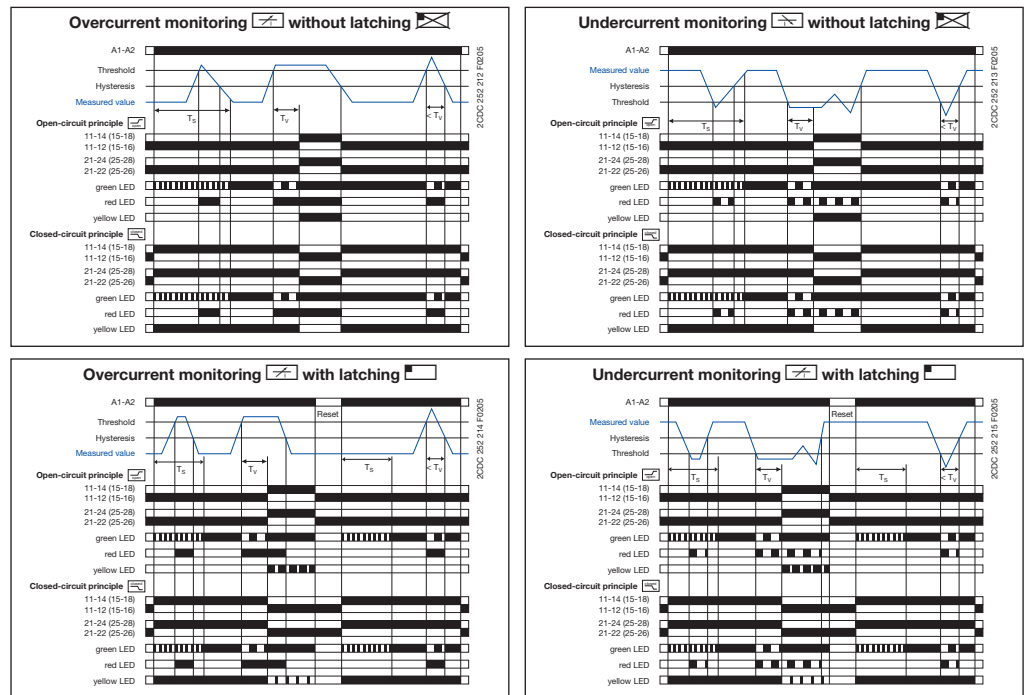 Overcurrent monitoring without latching
A1-A2
Threshold
Hysteresis
Measured value
TS
TV
< TV
Open-circuit principle
11-14 (15-18)
11-12 (15-16)
21-24 (25-28)
21-22 (25-26)
green LED
red LED
yellow LED
Closed-circuit principle
11-14 (15-18)
11-12 (15-16)
21-24 (25-28)
21-22 (25-26)
green LED
red LED
yellow LED
2CDC 252 212 F0205
Undercurrent monitoring without latching
A1-A2
Measured value
Hysteresis
Threshold
TS
TV
< TV
Open-circuit principle
11-14 (15-18)
11-12 (15-16)
21-24 (25-28)
21-22 (25-26)
green LED
red LED
yellow LED
Closed-circuit principle
11-14 (15-18)
11-12 (15-16)
21-24 (25-28)
21-22 (25-26)
green LED
red LED
yellow LED
2CDC 252 213 F0205
Overcurrent monitoring with latching
A1-A2
Reset
Threshold
Hysteresis
Measured value
TS
TV
TS
< TV
Open-circuit principle
11-14 (15-18)
11-12 (15-16)
21-24 (25-28)
21-22 (25-26)
green LED
red LED
yellow LED
Closed-circuit principle
11-14 (15-18)
11-12 (15-16)
21-24 (25-28)
21-22 (25-26)
green LED
red LED
yellow LED
2CDC 252 214 F0205
Undercurrent monitoring with latching
A1-A2
Reset
Measured value
Hysteresis
Threshold
TS
TV
TS
< TV
Open-circuit principle
11-14 (15-18)
11-12 (15-16)
21-24 (25-28)
21-22 (25-26)
green LED
red LED
yellow LED
Closed-circuit principle
11-14 (15-18)
11-12 (15-16)
21-24 (25-28)
21-22 (25-26)
green LED
red LED
yellow LED
2CDC 252 215 F0205